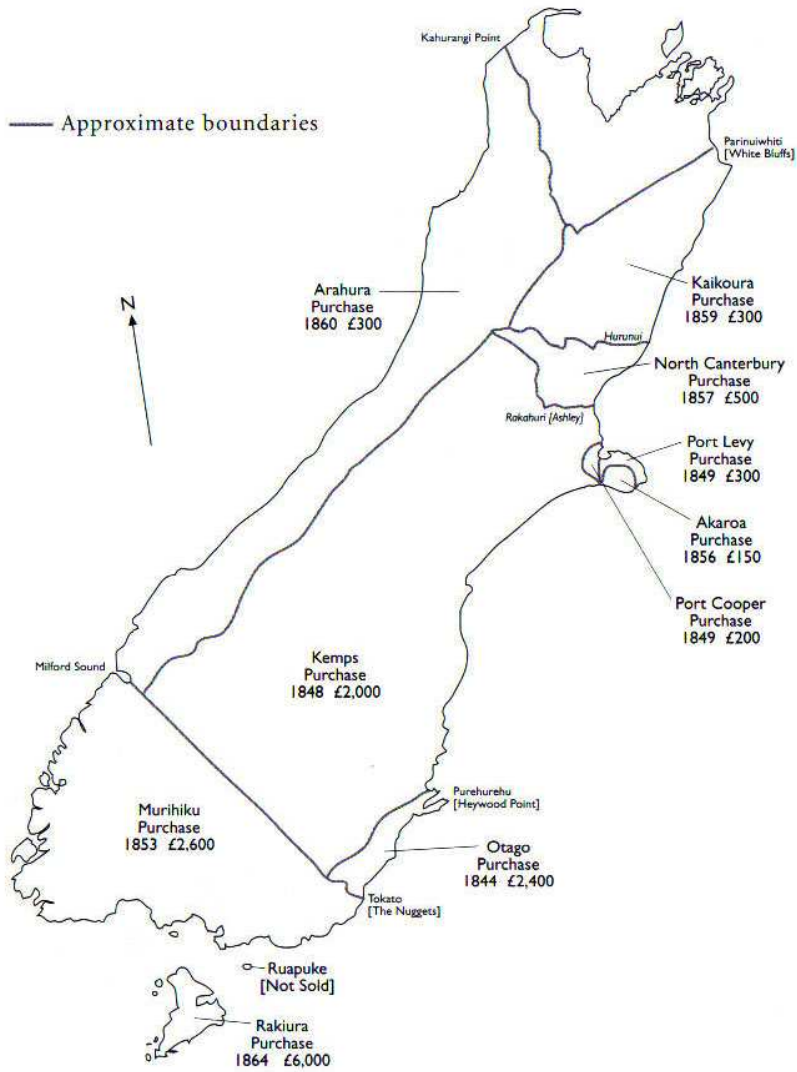 Kahurangi Point
Approximate boundaries
Parinuiwhiti
[White Bluffs]
N
Arahura
Purchase
1860 £300
Kaikoura
Purchase
1859 £300
Hurunui
North Canterbury
Purchase
1857 £500
Rakahuri [Ashley]
Port Levy
Purchase
1849 £300
Akaroa
Purchase
1856 £150
Port Cooper
Purchase
1849 £200
Milford Sound
Kemps
Purchase
1848 £2,000
Purehurehu
[Heywood Point]
Murihiku
Purchase
1853 £2,600
Otago
Purchase
1844 £2,400
Tokato
[The Nuggets]
Ruapuke
[Not Sold]
Rakiura
Purchase
1864 £6,000